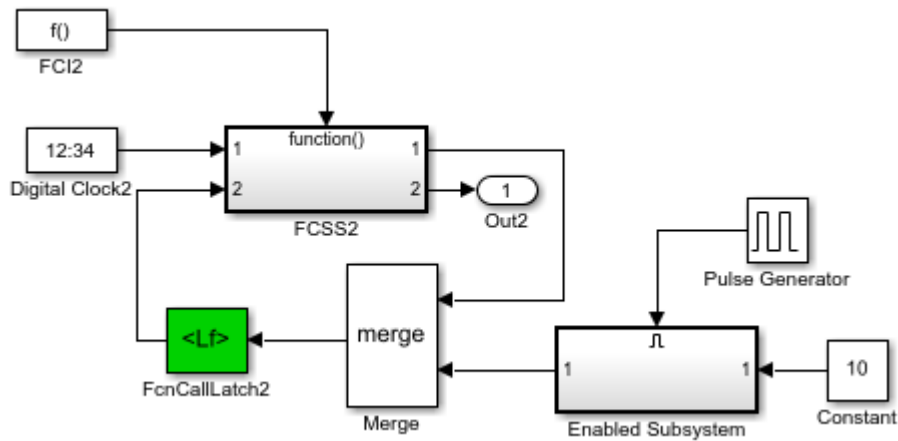 f()
FCI2
function()
12:34
1
1
Digital Clock2
2
2
1
FCSS2
Out2
Pulse Generator
merge
<Lf>
FcnCallLatch2
1
1
10
Merge
Enabled Subsystem
Constant